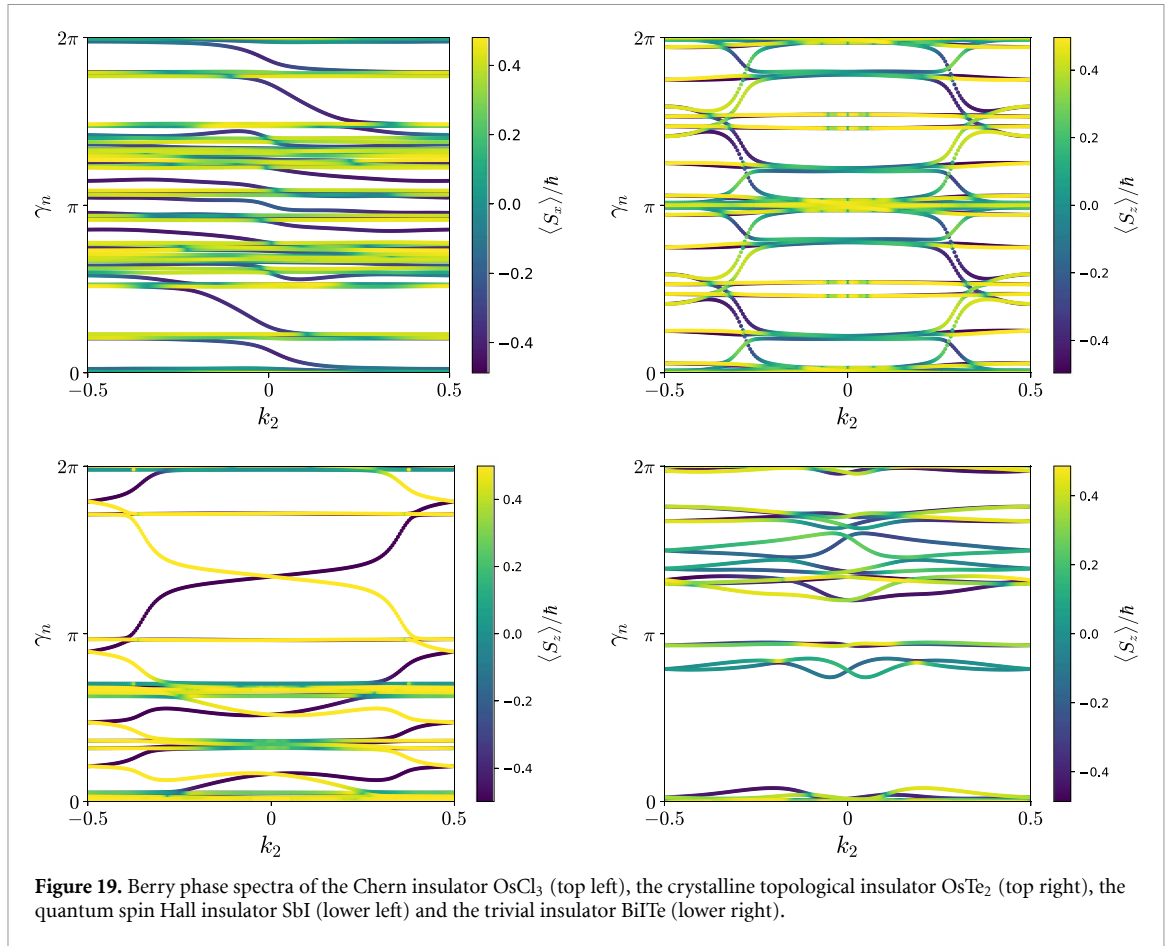 2π
π
0
γₙ
−0.5
0
0.5
k₂
0.4
0.2
0.0
−0.2
−0.4
⟨Sₓ⟩/ħ
2π
π
0
γₙ
−0.5
0
0.5
k₂
0.4
0.2
0.0
−0.2
−0.4
⟨S_z⟩/ħ
2π
π
0
γₙ
−0.5
0
0.5
k₂
0.4
0.2
0.0
−0.2
−0.4
⟨S_z⟩/ħ
2π
π
0
γₙ
−0.5
0
0.5
k₂
0.4
0.2
0.0
−0.2
−0.4
⟨S_z⟩/ħ
Figure 19. Berry phase spectra of the Chern insulator OsCl₃ (top left), the crystalline topological insulator OsTe₂ (top right), the
quantum spin Hall insulator SbI (lower left) and the trivial insulator BiITe (lower right).